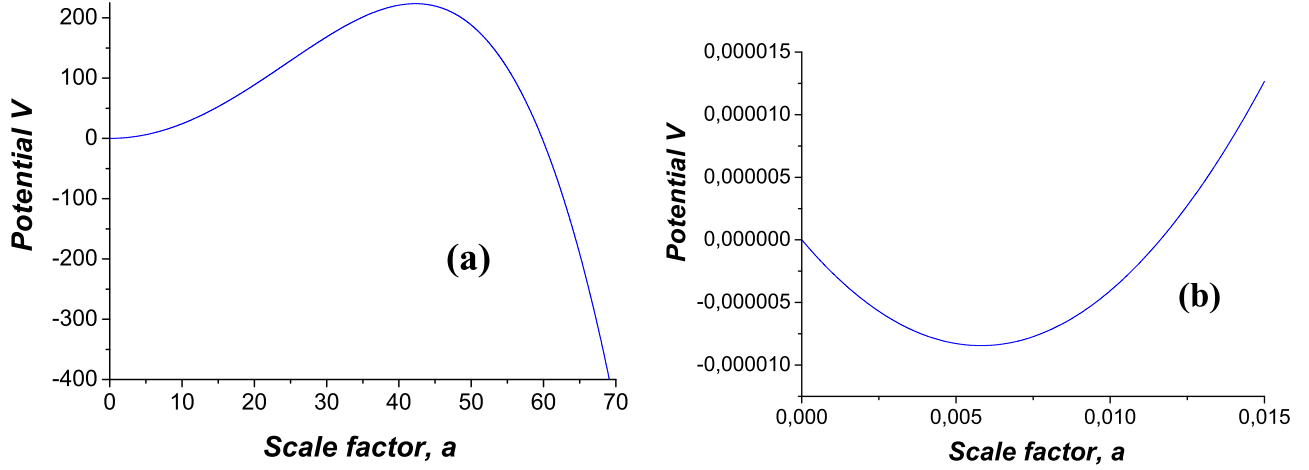 200
100
0
-100
-200
-300
-400
0 10 20 30 40 50 60 70
Potential V
Scale factor, a
(a)
0,000015
0,000010
0,000005
0,000000
-0,000005
-0,000010
0,000 0,005 0,010 0,015
Potential V
Scale factor, a
(b)